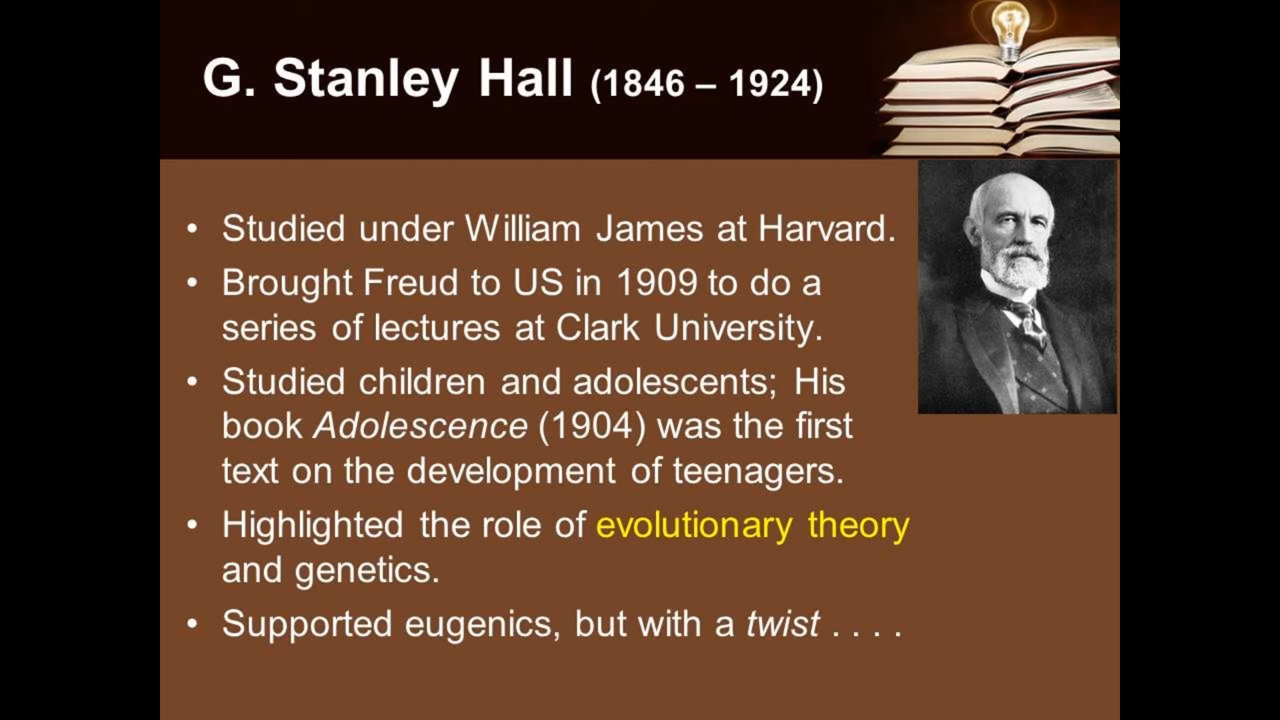 G. Stanley Hall (1846 – 1924)
• Studied under William James at Harvard.
• Brought Freud to US in 1909 to do a
series of lectures at Clark University.
• Studied children and adolescents; His
book Adolescence (1904) was the first
text on the development of teenagers.
• Highlighted the role of evolutionary theory
and genetics.
• Supported eugenics, but with a twist . . . .